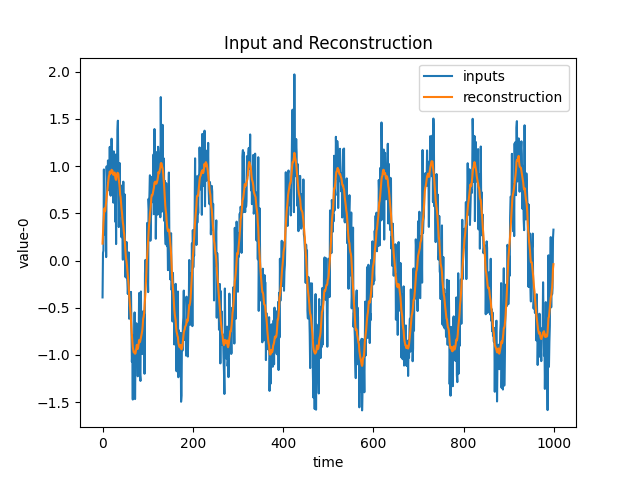 Input and Reconstruction
inputs
reconstruction
2.0
1.5
1.0
0.5
0.0
−0.5
−1.0
−1.5
value-0
0 200 400 600 800 1000
time